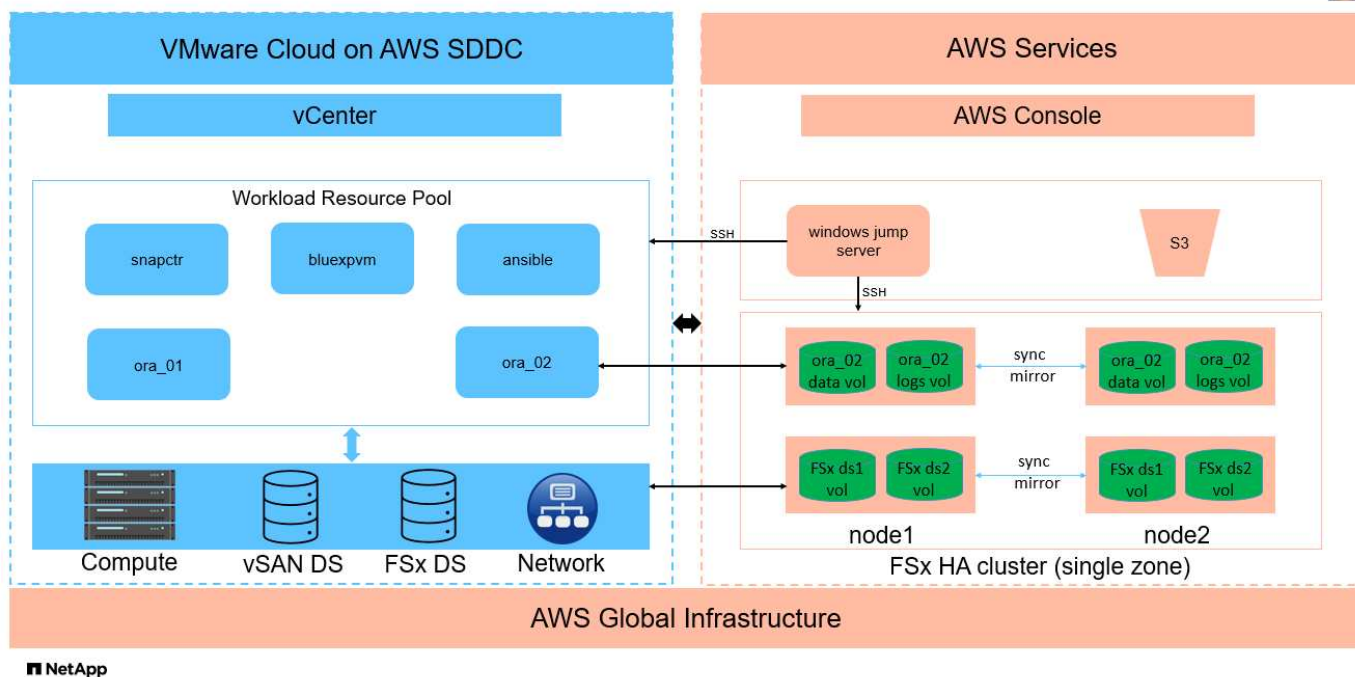 VMware Cloud on AWS SDDC
vCenter
Workload Resource Pool
snapctr
bluexpvm
ansible
ora_01
ora_02
Compute
vSAN DS
FSx DS
Network
AWS Services
AWS Console
SSH
windows jump
server
S3
SSH
ora_02
data vol
ora_02
logs vol
sync
mirror
ora_02
data vol
ora_02
logs vol
FSx ds1
vol
FSx ds2
vol
sync
mirror
FSx ds1
vol
FSx ds2
vol
node1
node2
FSx HA cluster (single zone)
AWS Global Infrastructure
NetApp